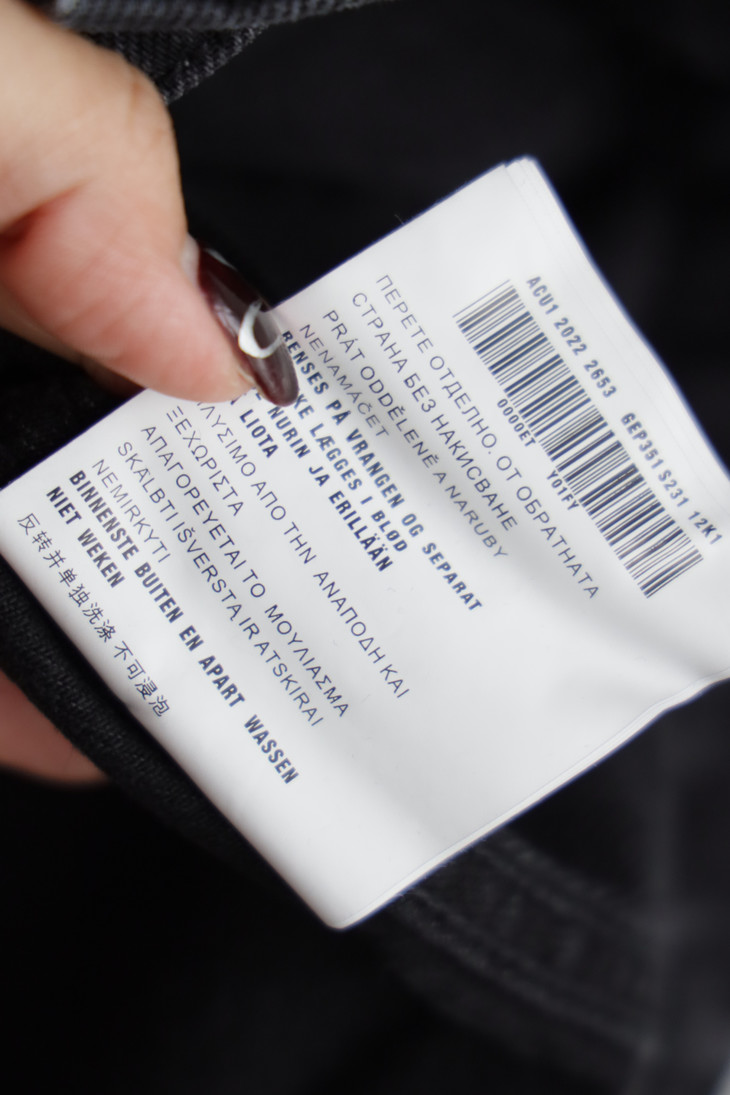 ACU1 2022 2653 GEP351 S231 12K1
0000ET Y01FY
ПЕРЕТЕ ОТДЕЛНО. ОТ ОБРАТНАТА
СТРАНА БЕЗ НАКИСВАНЕ
PRÁT ODDĚLENĚ A NARUBY
NENAMÁČET
RENSES PÅ VRANGEN OG SEPARAT
LÆGGES I BLØD
NURIN JA ERILLÄÄN
LIOTA
ΑΠΟ ΤΗΝ ΑΝΑΠΟΔΗ ΚΑΙ
ΞΕΧΩΡΙΣΤΑ
ΑΠΑΓΟΡΕΥΕΤΑΙ ΤΟ ΜΟΥΛΙΑΣΜΑ
SKALBTI IŠVERSTA IR ATSKIRAI
NEMIRKYTI
BINNENSTE BUITEN EN APART WASSEN
NIET WEKEN
反转并单独洗涤 不可浸泡